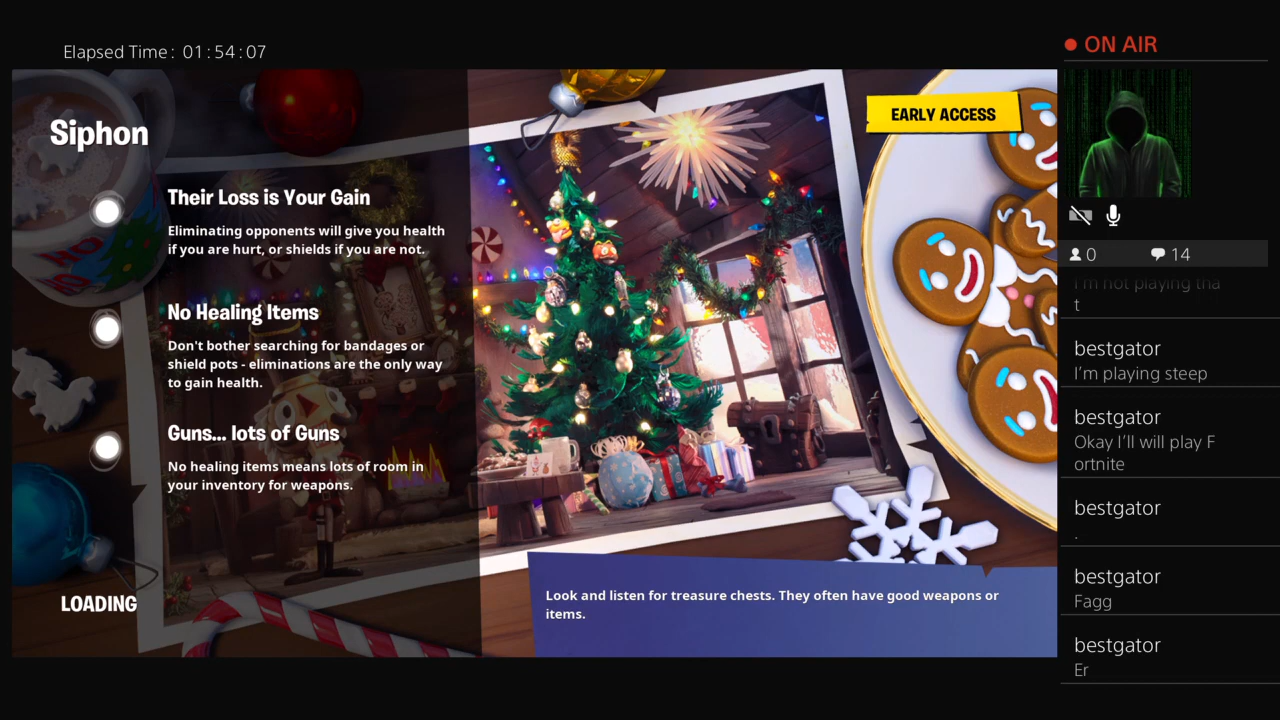 Elapsed Time: 01:54:07
ON AIR
Siphon
EARLY ACCESS
Their Loss is Your Gain
Eliminating opponents will give you health
if you are hurt, or shields if you are not.
No Healing Items
Don't bother searching for bandages or
shield pots - eliminations are the only way
to gain health.
Guns... lots of Guns
No healing items means lots of room in
your inventory for weapons.
LOADING
Look and listen for treasure chests. They often have good weapons or
items.
HO
HO
0
14
I'm not playing tha
t
bestgator
I'm playing steep
bestgator
Okay I'll will play F
ortnite
bestgator
.
bestgator
Fagg
bestgator
Er